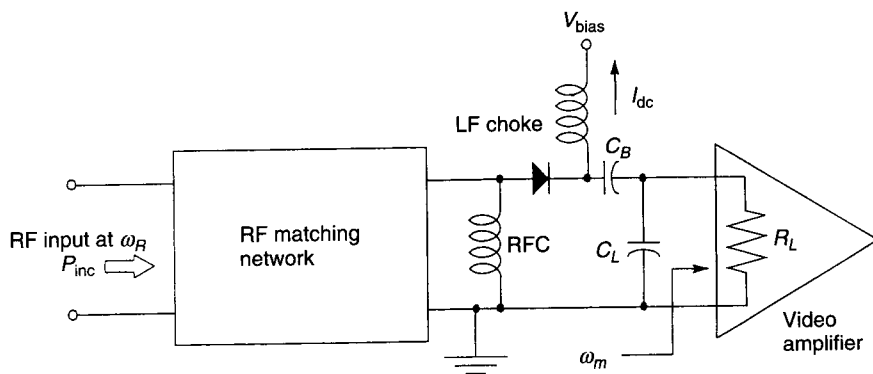 V_bias
I_dc
LF choke
C_B
RF input at ω_R
P_inc
RF matching
network
RFC
C_L
R_L
Video
amplifier
ω_m